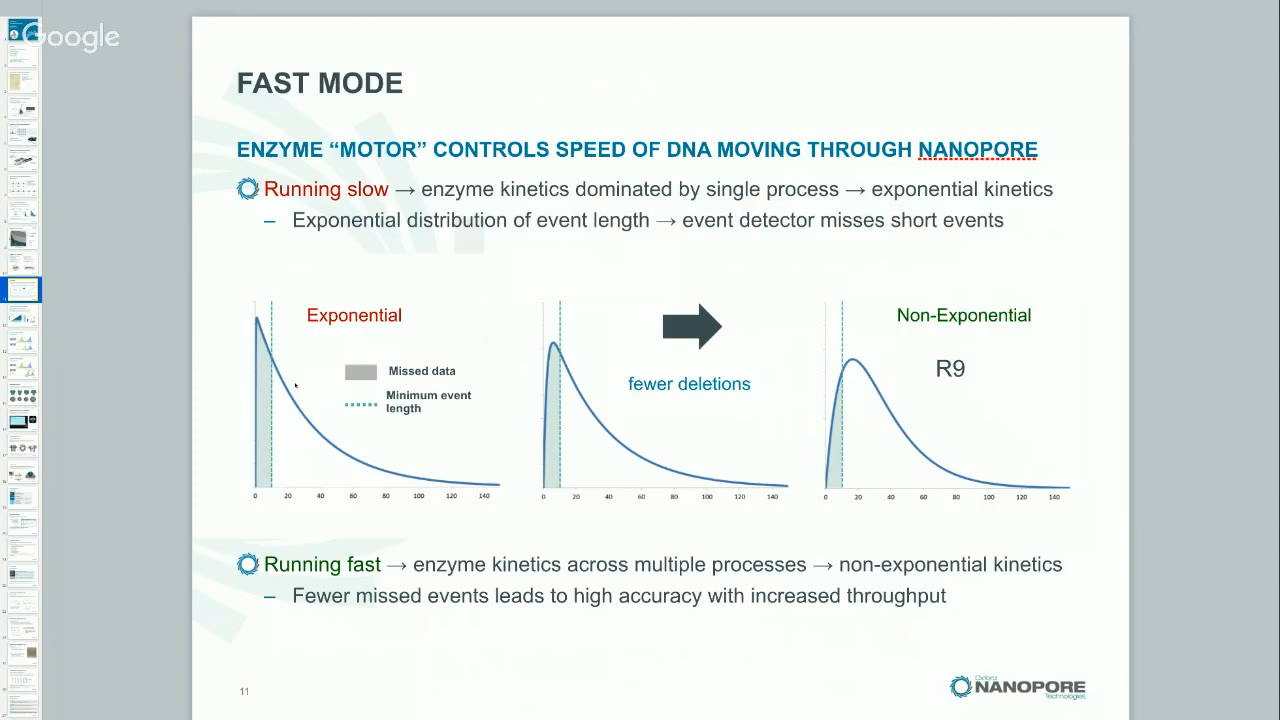 Google
FAST MODE
ENZYME “MOTOR” CONTROLS SPEED OF DNA MOVING THROUGH NANOPORE
Running slow → enzyme kinetics dominated by single process → exponential kinetics
– Exponential distribution of event length → event detector misses short events
Exponential
Missed data
Minimum event
length
0 20 40 60 80 100 120 140
fewer deletions
0 20 40 60 80 100 120 140
Non-Exponential
R9
0 20 40 60 80 100 120 140
Running fast → enzyme kinetics across multiple processes → non-exponential kinetics
– Fewer missed events leads to high accuracy with increased throughput
11
Oxford
NANOPORE
Technologies